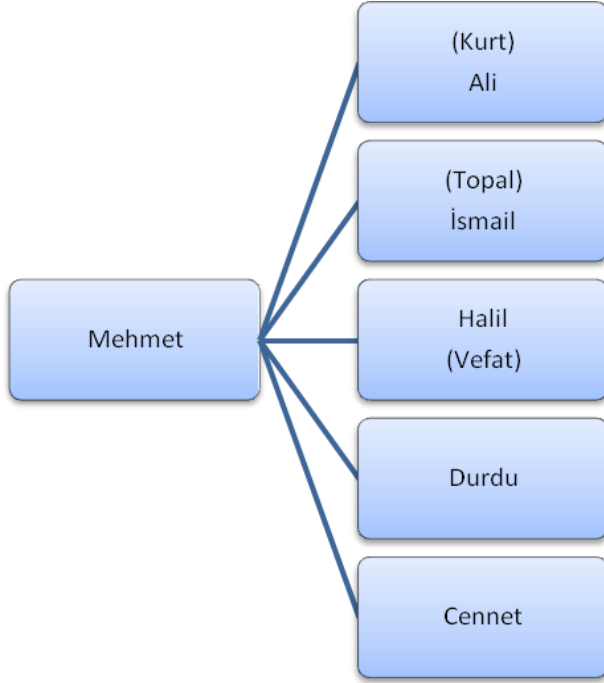 (Kurt)
Ali
(Topal)
İsmail
Mehmet
Halil
(Vefat)
Durdu
Cennet